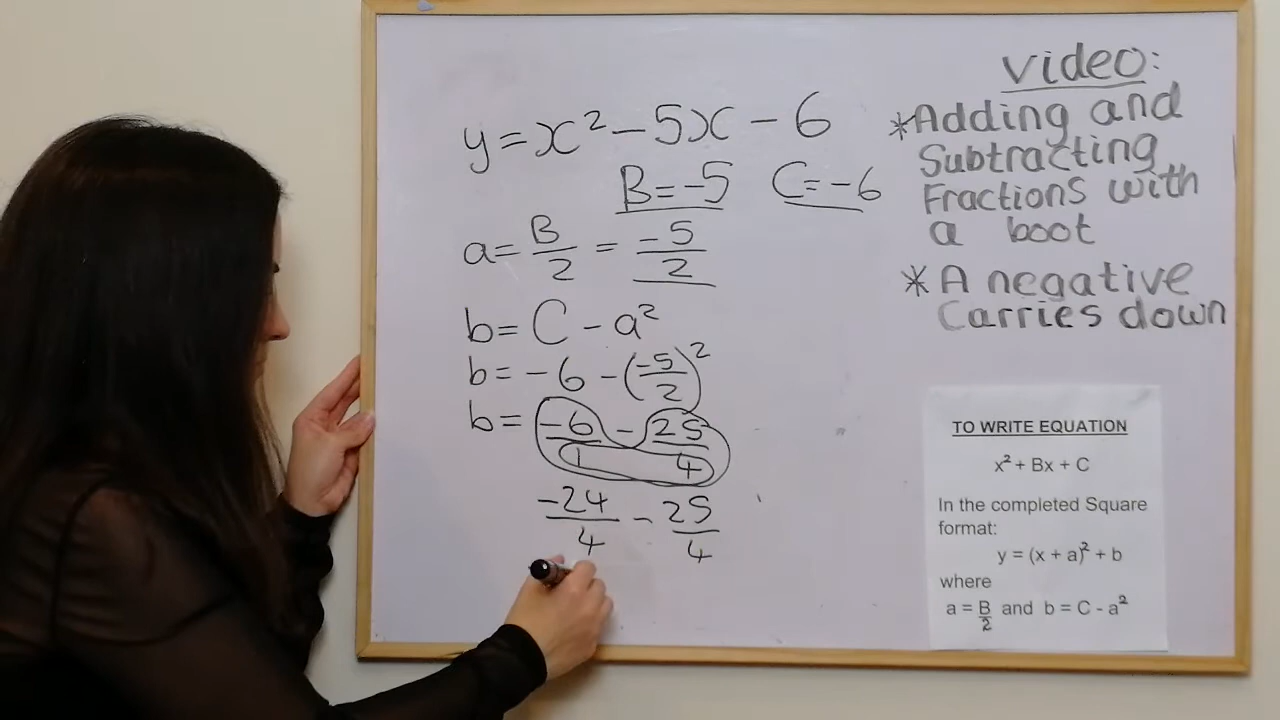 y = x² - 5x - 6
B = -5 C = -6
a = B/2 = -5/2
b = C - a²
b = -6 - (-5/2)²
b = -6/1 - 25/4
-24/4 - 25/4
video:
*Adding and
Subtracting
Fractions with
a boot
* A negative
Carries down
TO WRITE EQUATION
x² + Bx + C
In the completed Square
format:
y = (x + a)² + b
where
a = B/2 and b = C - a²